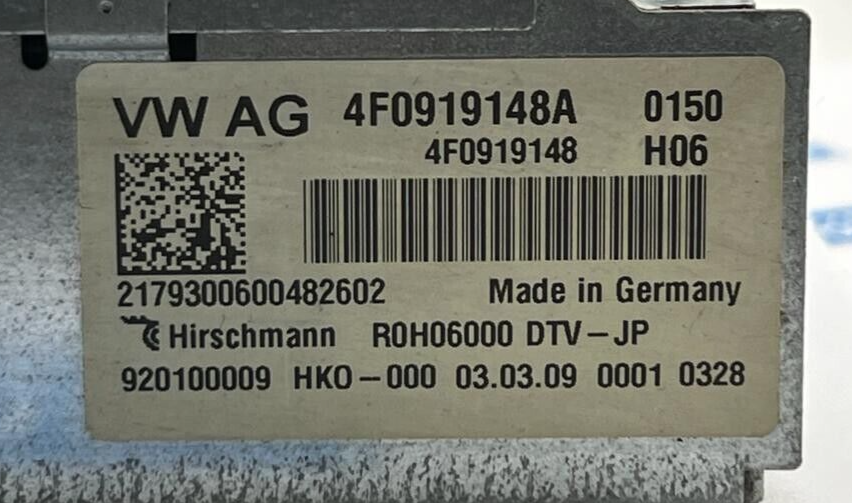 VW AG 4F0919148A 0150
4F0919148 H06
2179300600482602 Made in Germany
Hirschmann R0H06000 DTV-JP
920100009 HKO-000 03.03.09 0001 0328